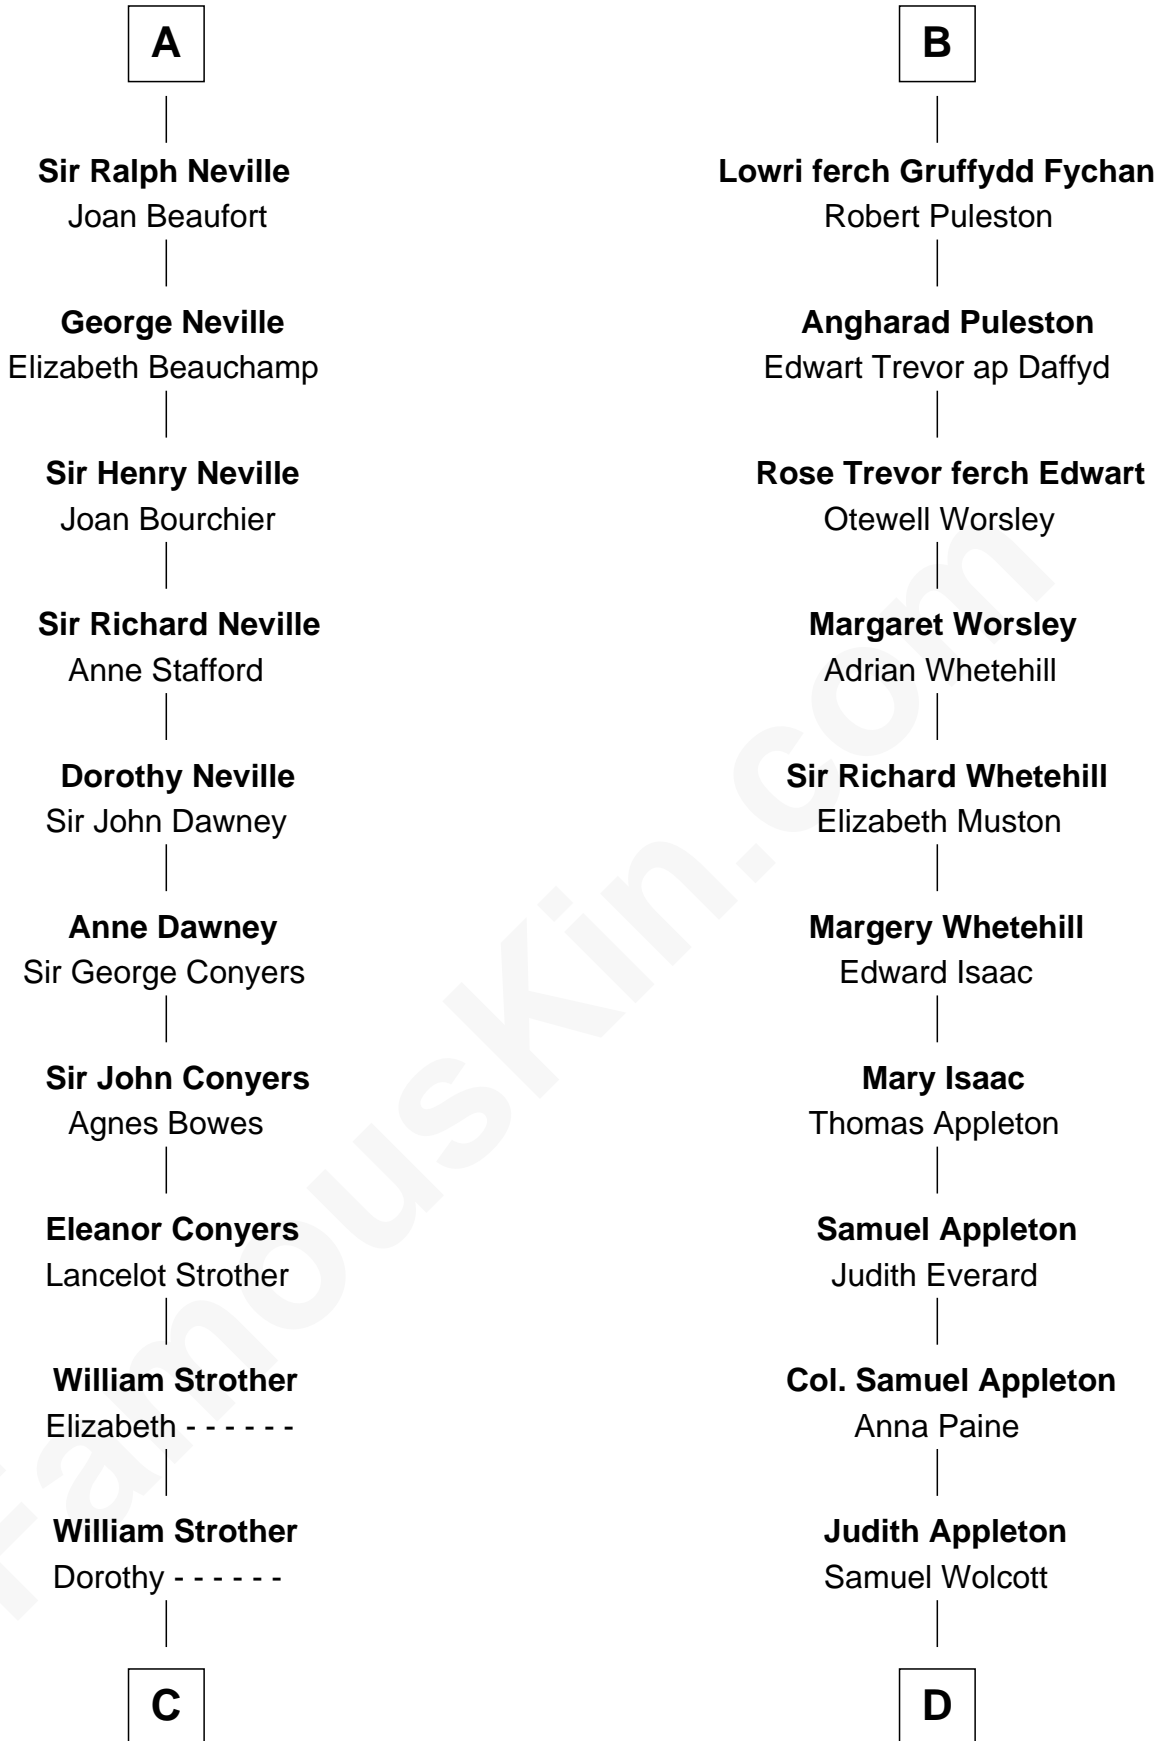 A
Sir Ralph Neville
Joan Beaufort
George Neville
Elizabeth Beauchamp
Sir Henry Neville
Joan Bourchier
Sir Richard Neville
Anne Stafford
Dorothy Neville
Sir John Dawney
Anne Dawney
Sir George Conyers
Sir John Conyers
Agnes Bowes
Eleanor Conyers
Lancelot Strother
William Strother
Elizabeth - - - - - -
William Strother
Dorothy - - - - - -
C
B
Lowri ferch Gruffydd Fychan
Robert Puleston
Angharad Puleston
Edwart Trevor ap Daffyd
Rose Trevor ferch Edwart
Otewell Worsley
Margaret Worsley
Adrian Whetehill
Sir Richard Whetehill
Elizabeth Muston
Margery Whetehill
Edward Isaac
Mary Isaac
Thomas Appleton
Samuel Appleton
Judith Everard
Col. Samuel Appleton
Anna Paine
Judith Appleton
Samuel Wolcott
D
FamousKin.com